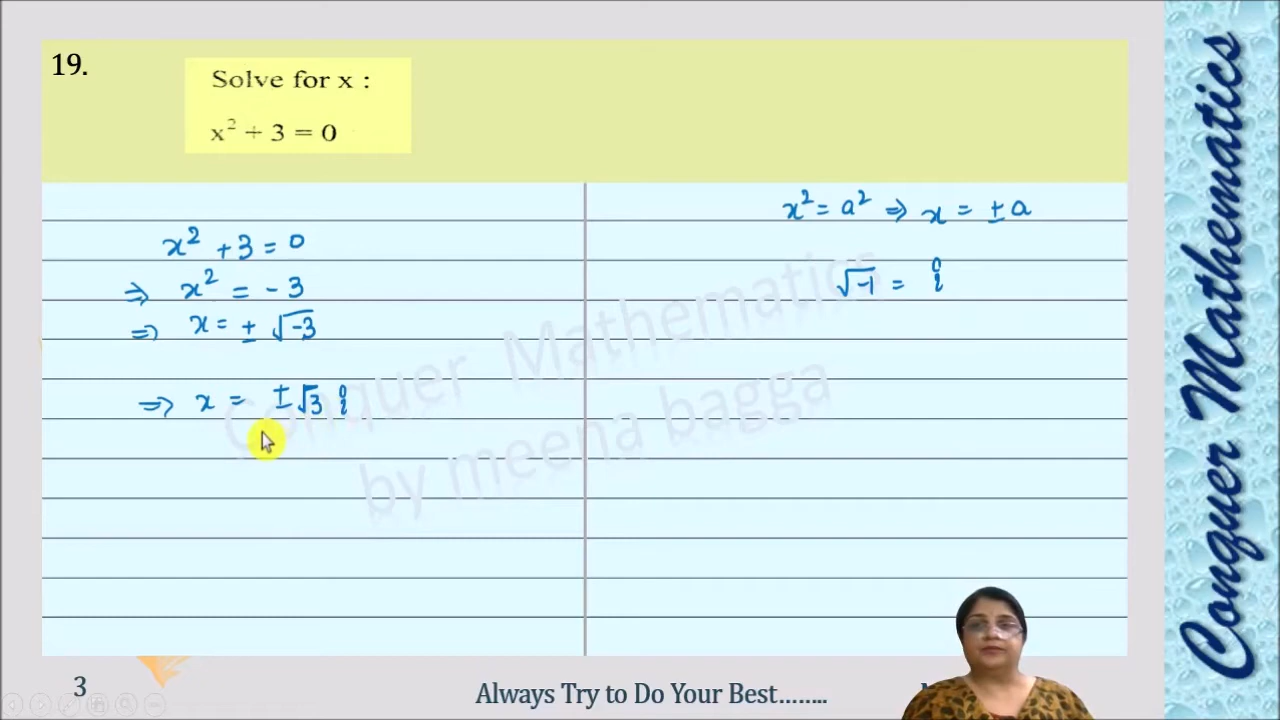 19.
Solve for x :
x² + 3 = 0
x² + 3 = 0
⇒ x² = - 3
⇒ x = ± √-3
⇒ x = ±√3 i
x² = a² ⇒ x = ± a
√-1 = i
Conquer Mathematics
by meena bagga
Conquer Mathematics
3
Always Try to Do Your Best........